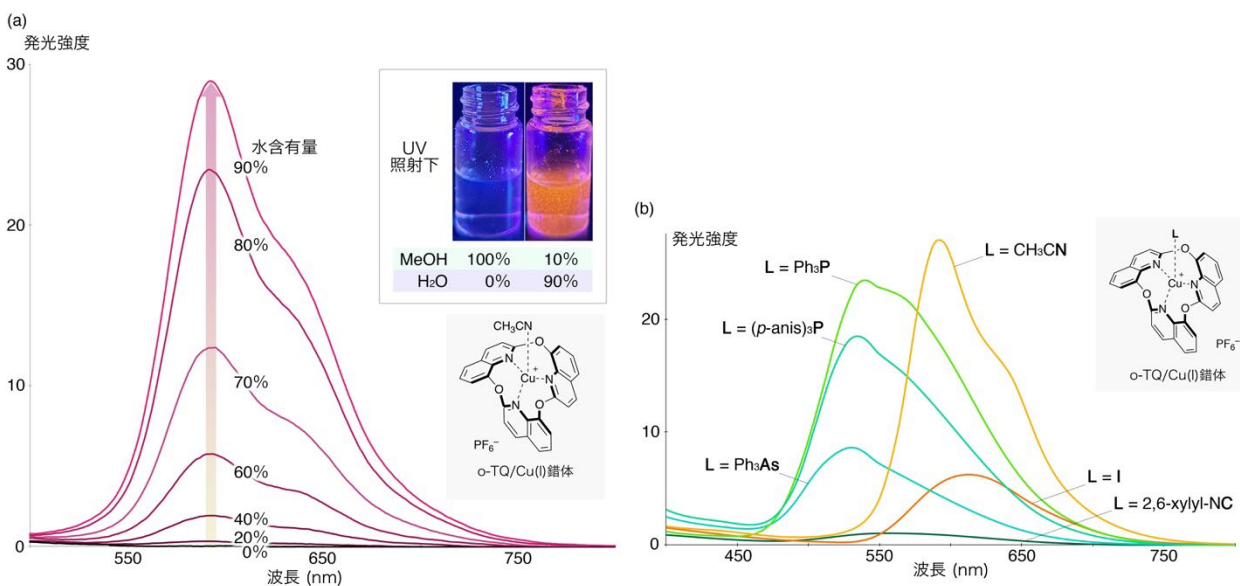 (a)
発光強度
30
20
10
0
水含有量
90%
80%
70%
60%
40%
20%
0%
550
650
750
波長 (nm)
UV
照射下
MeOH 100% 10%
H₂O 0% 90%
CH₃CN
O
N
Cu⁺
N
O
O
N
PF₆⁻
o-TQ/Cu(I)錯体
(b)
発光強度
20
10
0
L = Ph₃P
L = CH₃CN
L = (p-anis)₃P
L = Ph₃As
L = I
L = 2,6-xylyl-NC
450
550
650
750
波長 (nm)
L
O
N
Cu⁺
N
O
O
N
PF₆⁻
o-TQ/Cu(I)錯体